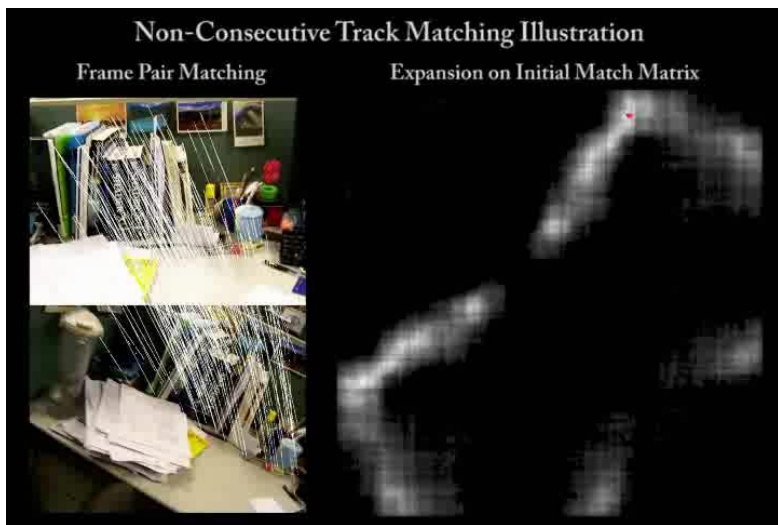 Non-Consecutive Track Matching Illustration
Frame Pair Matching
Expansion on Initial Match Matrix